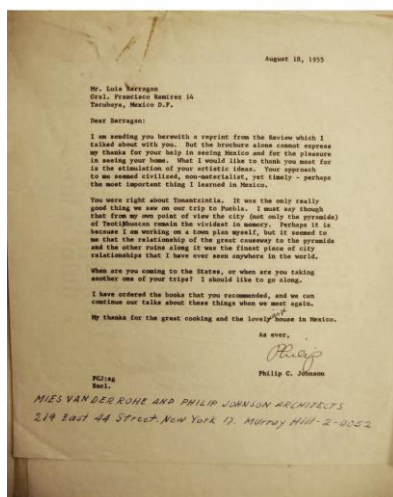 August 18, 1955
Mr. Luis Barragan
Gral. Francisco Ramirez 14
Tacubaya, Mexico D.F.
Dear Barragan:
I am sending you herewith a reprint from the Review which I
talked about with you. But the brochure alone cannot express
my thanks for your help in seeing Mexico and for the pleasure
in seeing your home. What I would like to thank you most for
is the stimulation of your artistic ideas. Your approach
to me seemed civilized, non-materialist, yet timely - perhaps
the most important thing I learned in Mexico.
You were right about Tonantzintla. It was the only really
good thing we saw on our trip to Puebla. I must say though
that from my own point of view the city (not only the pyramids)
of Teotihuacan remain the vividest in memory. Perhaps it is
because I am working on a town plan myself, but it seemed to
me that the relationship of the great causeway to the pyramids
and the other ruins along it was the finest piece of city
relationships that I have ever seen anywhere in the world.
When are you coming to the States, or when are you taking
another one of your trips? I should like to go along.
I have ordered the books that you recommended, and we can
continue our talks about these things when we meet again.
My thanks for the great cooking and the lovely house in Mexico.
As ever,
Philip
Philip C. Johnson
PCJ:ng
Encl.
MIES VAN DER ROHE AND PHILIP JOHNSON ARCHITECTS
219 East 44 Street. New York 17. Murray Hill-2-0052